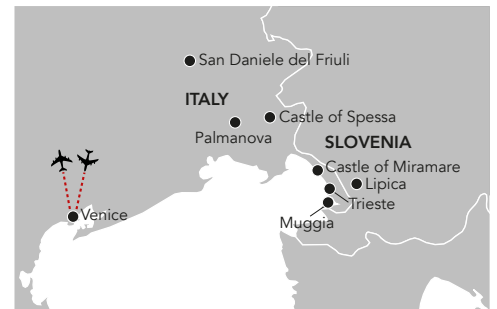 San Daniele del Friuli
ITALY
Castle of Spessa
Palmanova
SLOVENIA
Castle of Miramare
Lipica
Trieste
Venice
Muggia